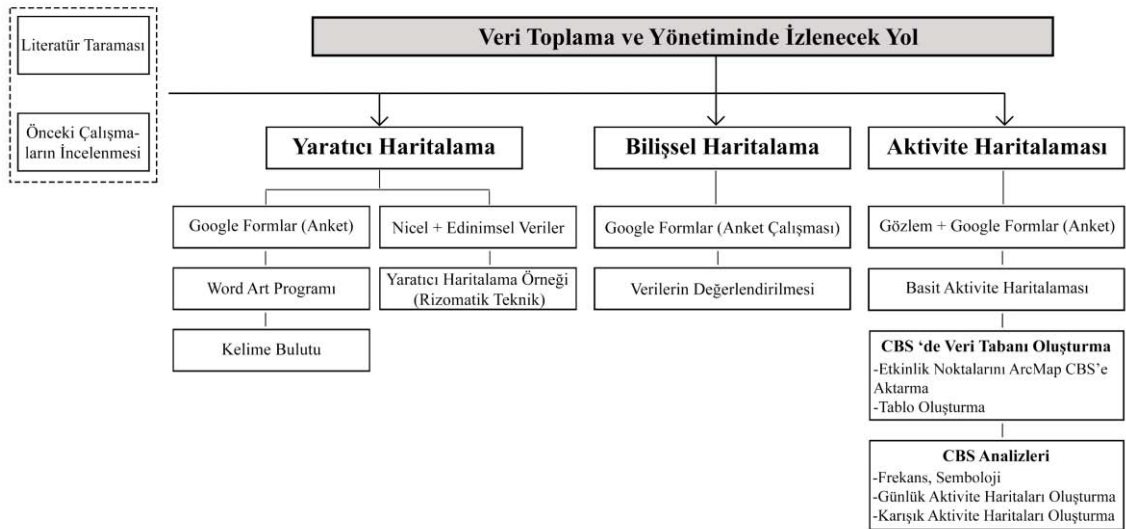 Literatür Taraması
Önceki Çalışma-
ların İncelenmesi
Veri Toplama ve Yönetiminde İzlenecek Yol
Yaratıcı Haritalama
Google Formlar (Anket)
Word Art Programı
Kelime Bulutu
Nicel + Edinimsel Veriler
Yaratıcı Haritalama Örneği
(Rizomatik Teknik)
Bilişsel Haritalama
Google Formlar (Anket Çalışması)
Verilerin Değerlendirilmesi
Aktivite Haritalaması
Gözlem + Google Formlar (Anket)
Basit Aktivite Haritalaması
CBS ‘de Veri Tabanı Oluşturma
-Etkinlik Noktalarını ArcMap CBS’e
Aktarma
-Tablo Oluşturma
CBS Analizleri
-Frekans, Semboloji
-Günlük Aktivite Haritaları Oluşturma
-Karışık Aktivite Haritaları Oluşturma